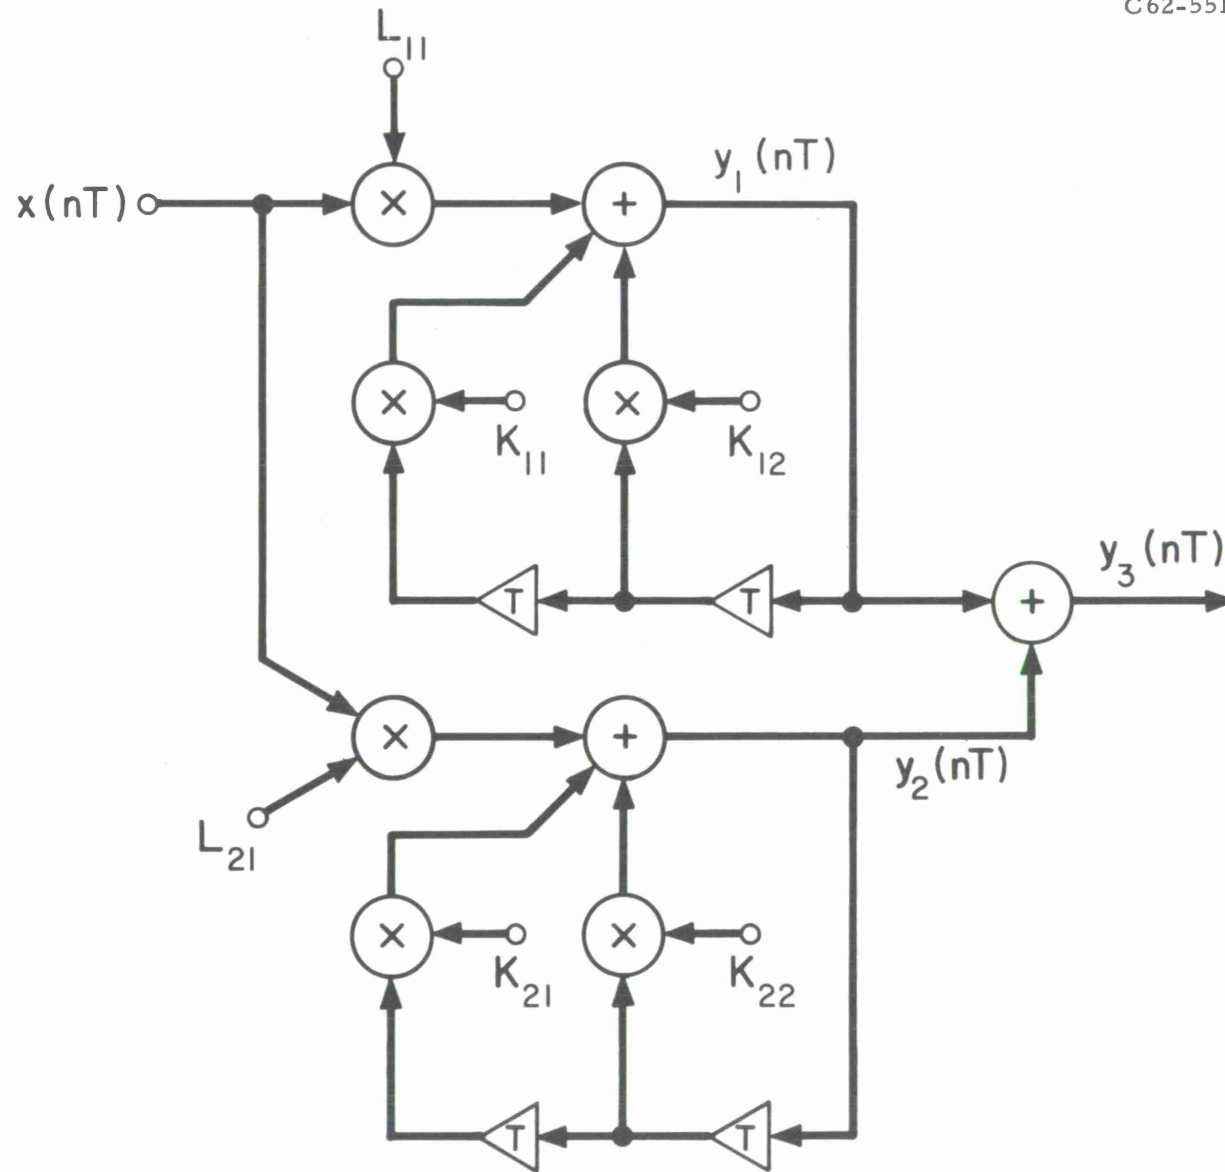 C62-551
L₁₁
x(nT)
×
+
y₁(nT)
×
K₁₁
×
K₁₂
T
T
+
y₃(nT)
×
+
y₂(nT)
L₂₁
×
K₂₁
×
K₂₂
T
T